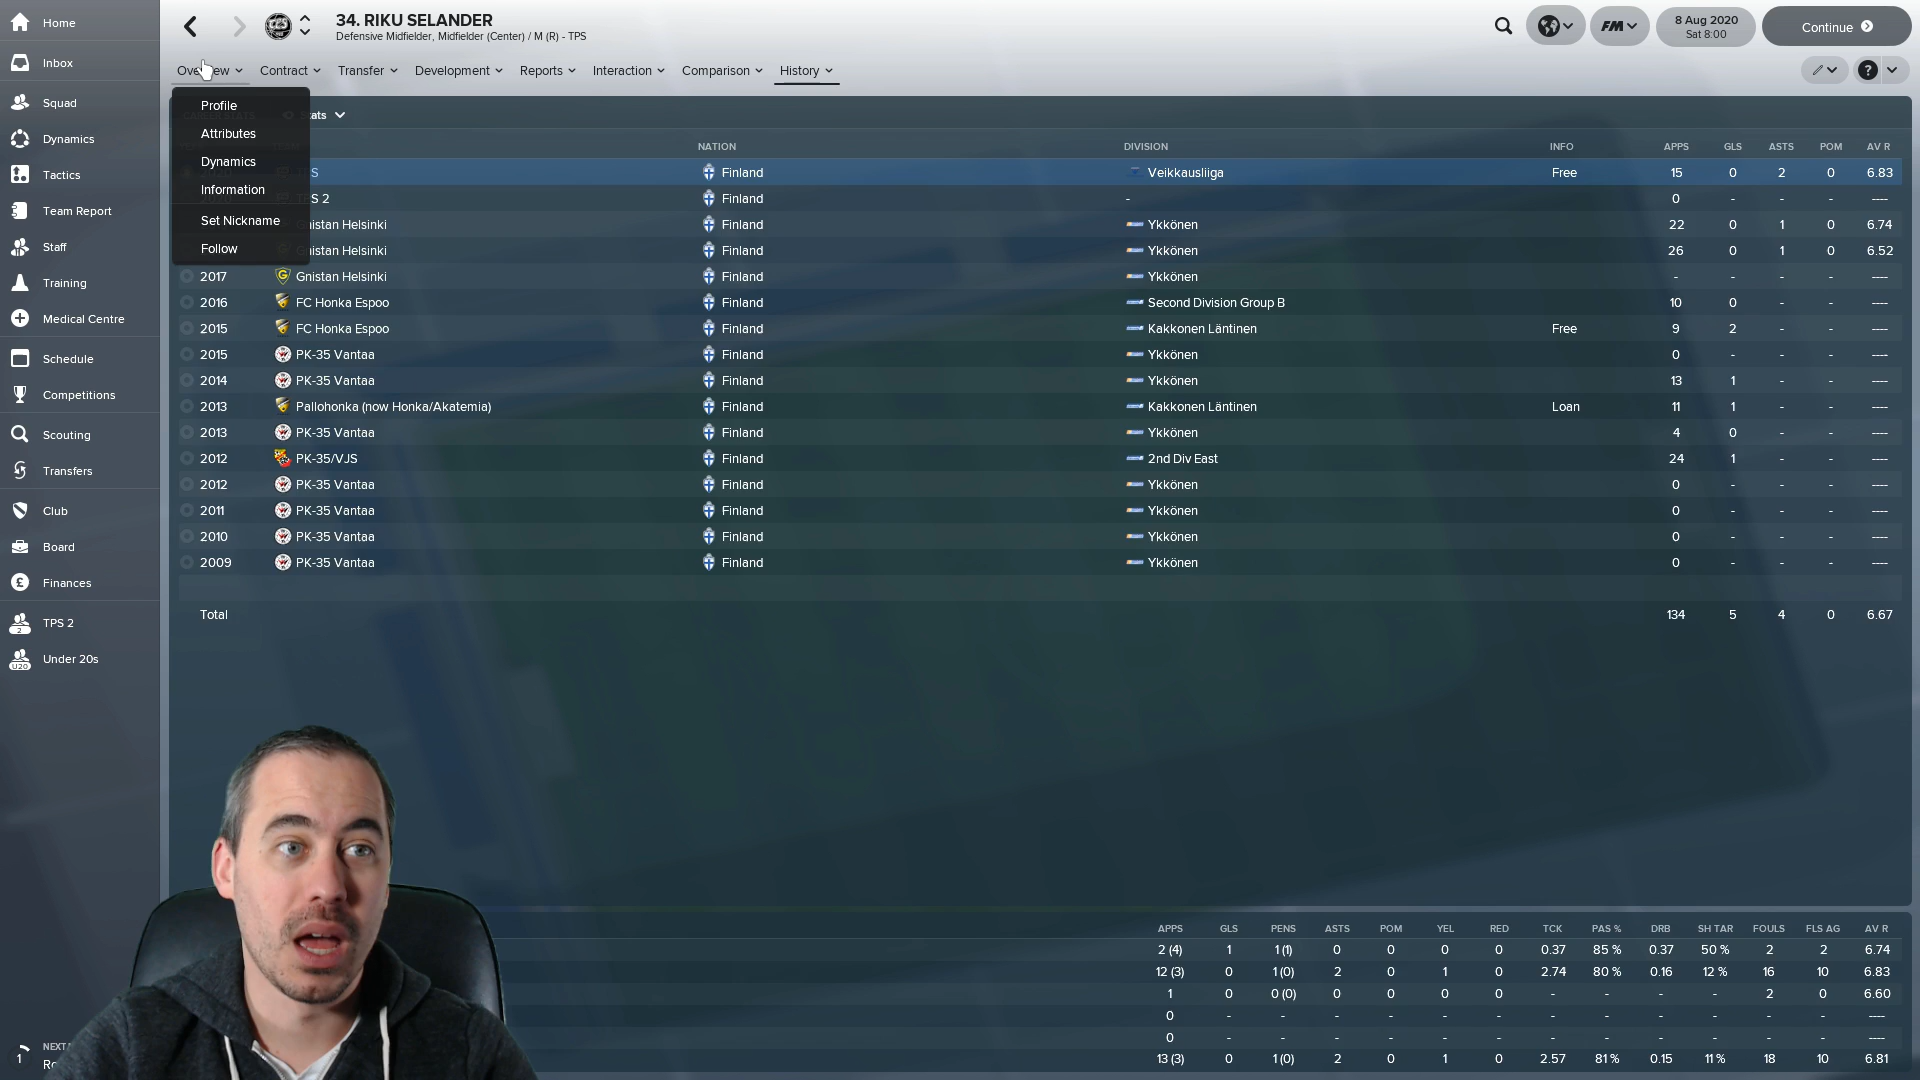 Home
Inbox
Squad
Dynamics
Tactics
Team Report
Staff
Training
Medical Centre
Schedule
Competitions
Scouting
Transfers
Club
Board
Finances
TPS 2
Under 20s
34. RIKU SELANDER
Defensive Midfielder, Midfielder (Center) / M (R) - TPS
FM
8 Aug 2020
Sat 8:00
Continue
Contract
Transfer
Development
Reports
Interaction
Comparison
History
?
Profile
Attributes
Dynamics
Information
Set Nickname
Follow
NATION DIVISION INFO APPS GLS ASTS POM AV R
Finland Veikkausliiga Free 15 0 2 0 6.83
2 Finland - 0 - - - ----
Helsinki Finland Ykkönen 22 0 1 0 6.74
Helsinki Finland Ykkönen 26 0 1 0 6.52
2017 Gnistan Helsinki Finland Ykkönen - - - - ----
2016 FC Honka Espoo Finland Second Division Group B 10 0 - - ----
2015 FC Honka Espoo Finland Kakkonen Läntinen Free 9 2 - - ----
2015 PK-35 Vantaa Finland Ykkönen 0 - - - ----
2014 PK-35 Vantaa Finland Ykkönen 13 1 - - ----
2013 Pallohonka (now Honka/Akatemia) Finland Kakkonen Läntinen Loan 11 1 - - ----
2013 PK-35 Vantaa Finland Ykkönen 4 0 - - ----
2012 PK-35/VJS Finland 2nd Div East 24 1 - - ----
2012 PK-35 Vantaa Finland Ykkönen 0 - - - ----
2011 PK-35 Vantaa Finland Ykkönen 0 - - - ----
2010 PK-35 Vantaa Finland Ykkönen 0 - - - ----
2009 PK-35 Vantaa Finland Ykkönen 0 - - - ----
Total 134 5 4 0 6.67
APPS GLS PENS ASTS POM YEL RED TCK PAS % DRB SH TAR FOULS FLS AG AV R
2 (4) 1 1 (1) 0 0 0 0 0.37 85 % 0.37 50 % 2 2 6.74
12 (3) 0 1 (0) 2 0 1 0 2.74 80 % 0.16 12 % 16 10 6.83
1 0 0 (0) 0 0 0 0 - - - - 2 0 6.60
0 - - - - - - - - - - - - ----
0 - - - - - - - - - - - - ----
13 (3) 0 1 (0) 2 0 1 0 2.57 81 % 0.15 11 % 18 10 6.81
1